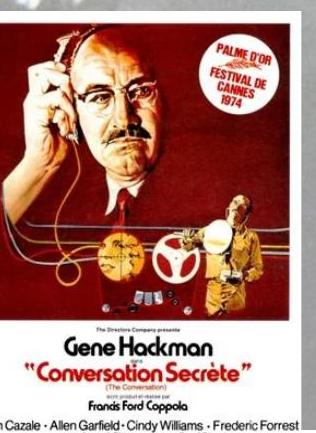 PALME D'OR
FESTIVAL DE
CANNES
1974
The Directors Company présente
Gene Hackman
dans
"Conversation Secrète"
(The Conversation)
écrit produit et réalisé par
Francis Ford Coppola
n Cazale • Allen Garfield • Cindy Williams • Frederic Forrest